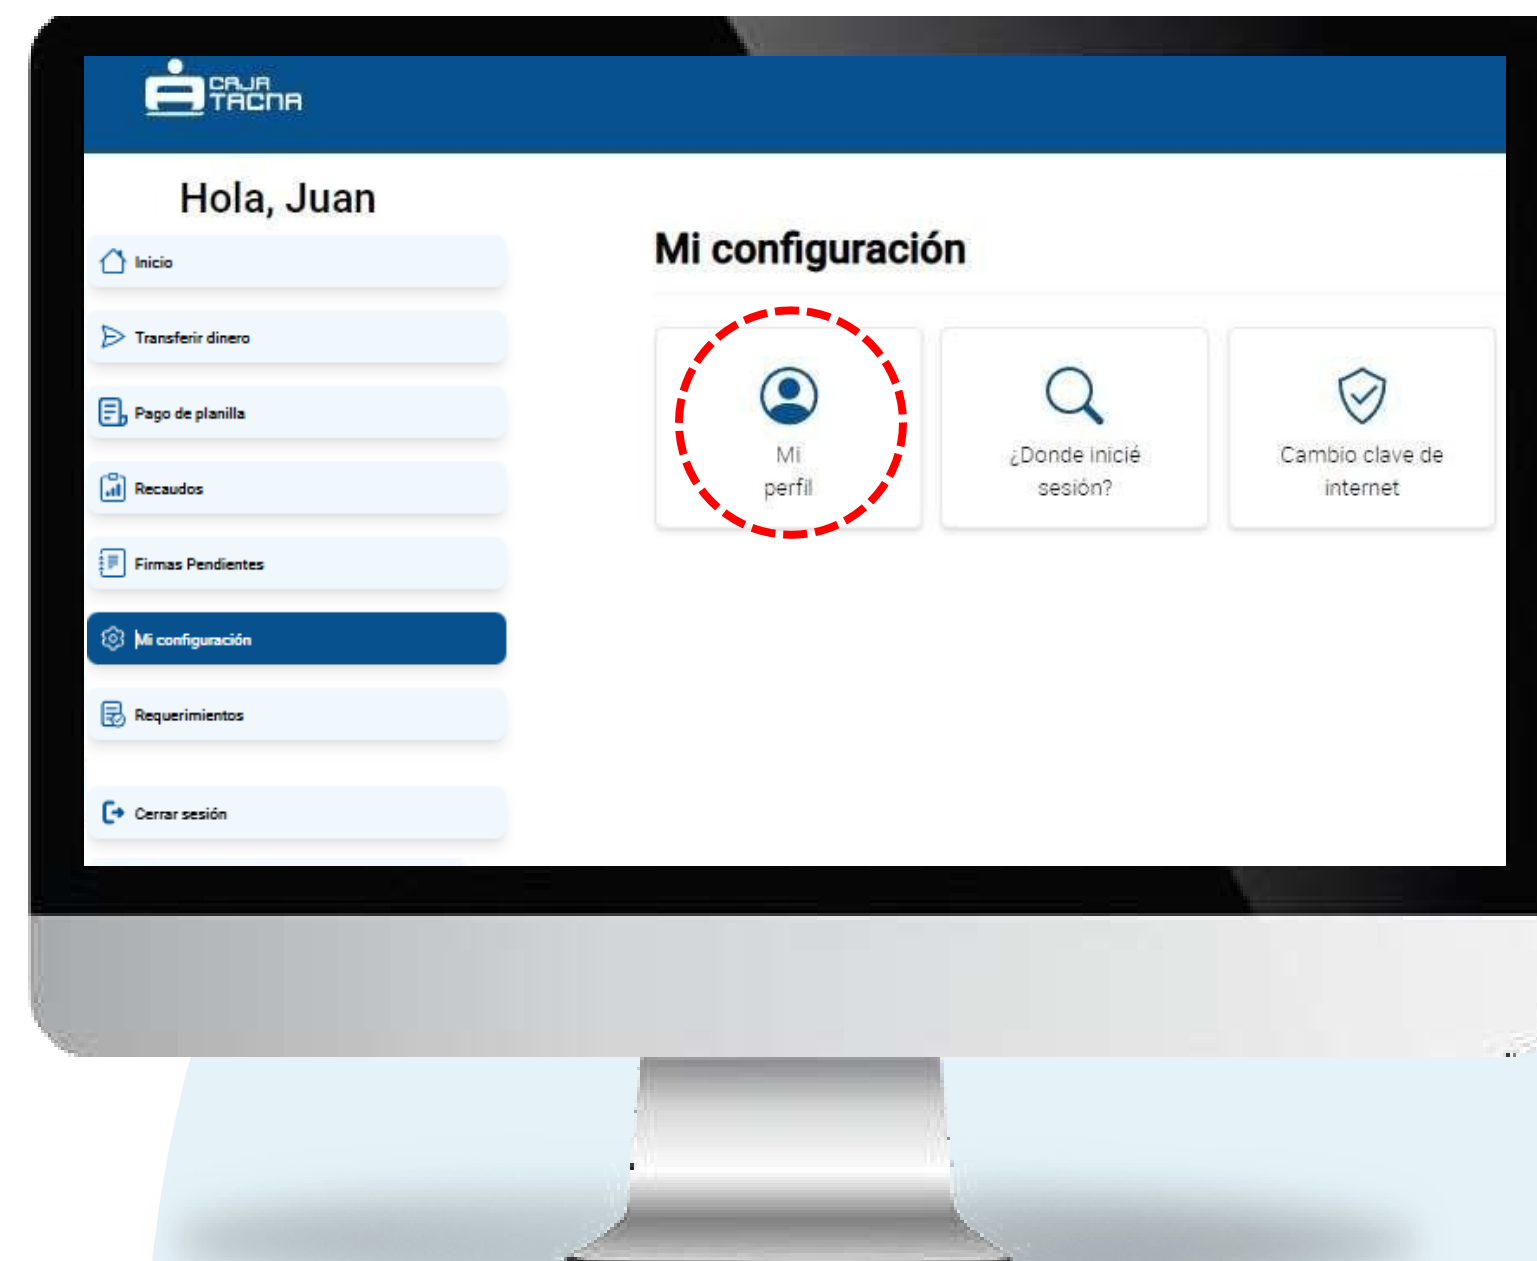 CAJA
TACNA
Hola, Juan
Inicio
Transferir dinero
Pago de planilla
Recaudos
Firmas Pendientes
Mi configuración
Requerimientos
Cerrar sesión
Mi configuración
Mi
perfil
¿Donde inicié
sesión?
Cambio clave de
internet